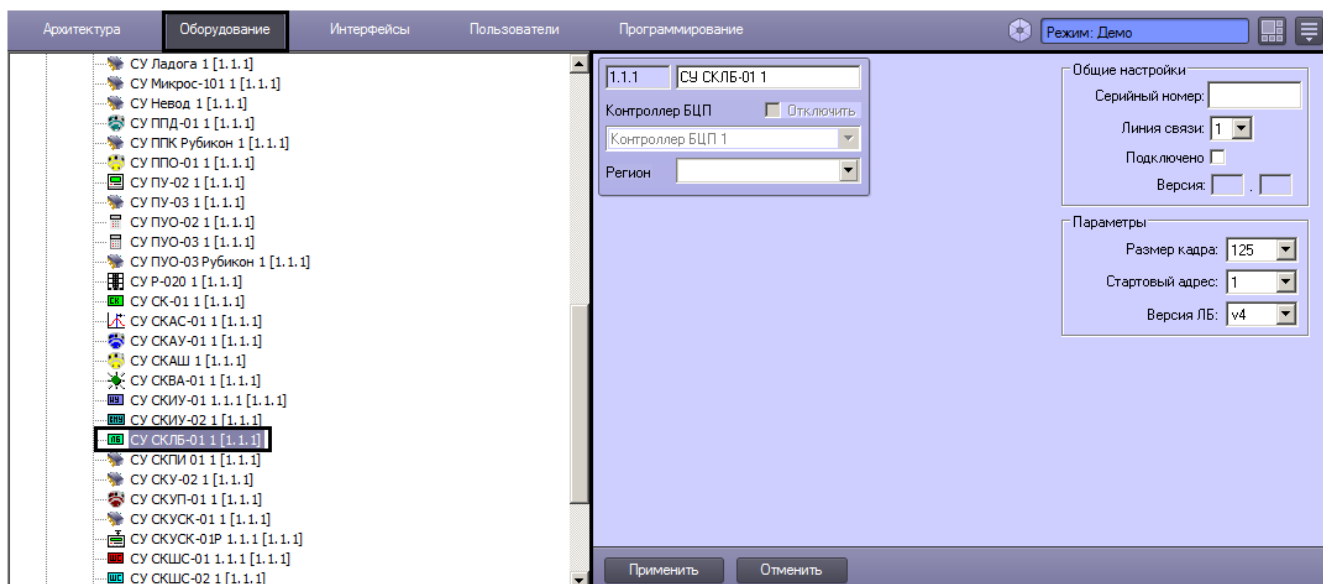 Архитектура Оборудование Интерфейсы Пользователи Программирование Режим: Демо
СУ Ладога 1 [1.1.1]
СУ Микрос-101 1 [1.1.1]
СУ Невод 1 [1.1.1]
СУ ППД-01 1 [1.1.1]
СУ ППК Рубикон 1 [1.1.1]
СУ ППО-01 1 [1.1.1]
СУ ПУ-02 1 [1.1.1]
СУ ПУ-03 1 [1.1.1]
СУ ПУО-02 1 [1.1.1]
СУ ПУО-03 1 [1.1.1]
СУ ПУО-03 Рубикон 1 [1.1.1]
СУ Р-020 1 [1.1.1]
СК СУ СК-01 1 [1.1.1]
СУ СКАС-01 1 [1.1.1]
СУ СКАУ-01 1 [1.1.1]
СУ СКАШ 1 [1.1.1]
СУ СКВА-01 1 [1.1.1]
СУ СКИУ-01 1.1.1 [1.1.1]
СУ СКИУ-02 1 [1.1.1]
ЛБ СУ СКЛБ-01 1 [1.1.1]
СУ СКПИ 01 1 [1.1.1]
СУ СКУ-02 1 [1.1.1]
СУ СКУП-01 1 [1.1.1]
СУ СКУСК-01 1 [1.1.1]
СУ СКУСК-01Р 1.1.1 [1.1.1]
ШС СУ СКШС-01 1.1.1 [1.1.1]
ШС СУ СКШС-02 1 [1.1.1]
1.1.1 СУ СКЛБ-01 1
Контроллер БЦП Отключить
Контроллер БЦП 1
Регион
Общие настройки
Серийный номер:
Линия связи: 1
Подключено
Версия: .
Параметры
Размер кадра: 125
Стартовый адрес: 1
Версия ЛБ: v4
Применить Отменить